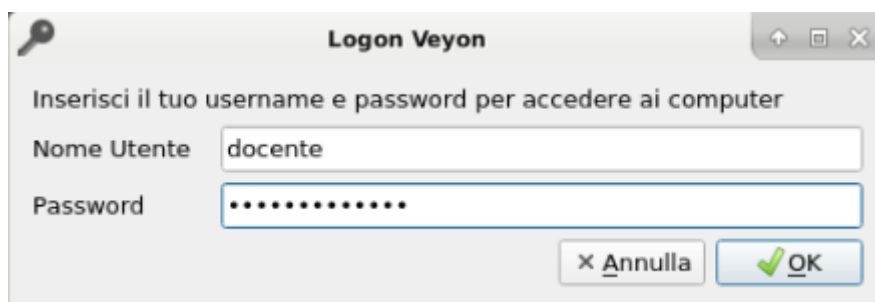 Logon Veyon
Inserisci il tuo username e password per accedere ai computer
Nome Utente docente
Password •••••••••••••
Annulla OK